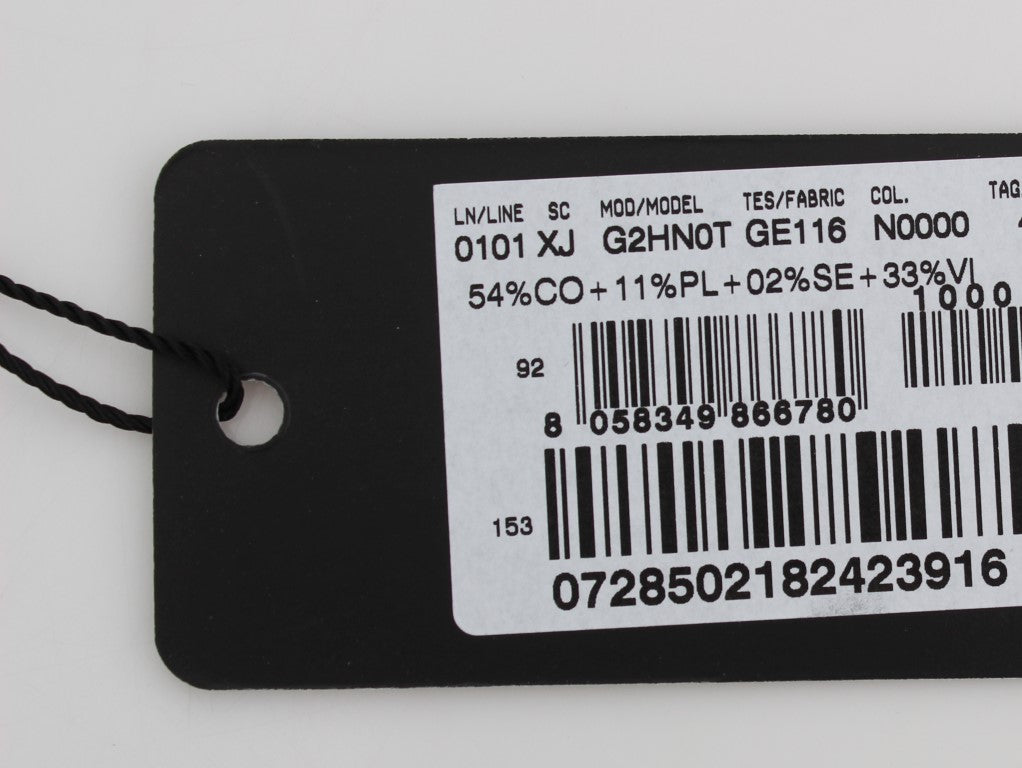 LN/LINE SC MOD/MODEL TES/FABRIC COL. TAG
0101 XJ G2HN0T GE116 N0000
54%CO+11%PL+02%SE+33%VI
1000
92
8 058349 866780
153
0728502182423916